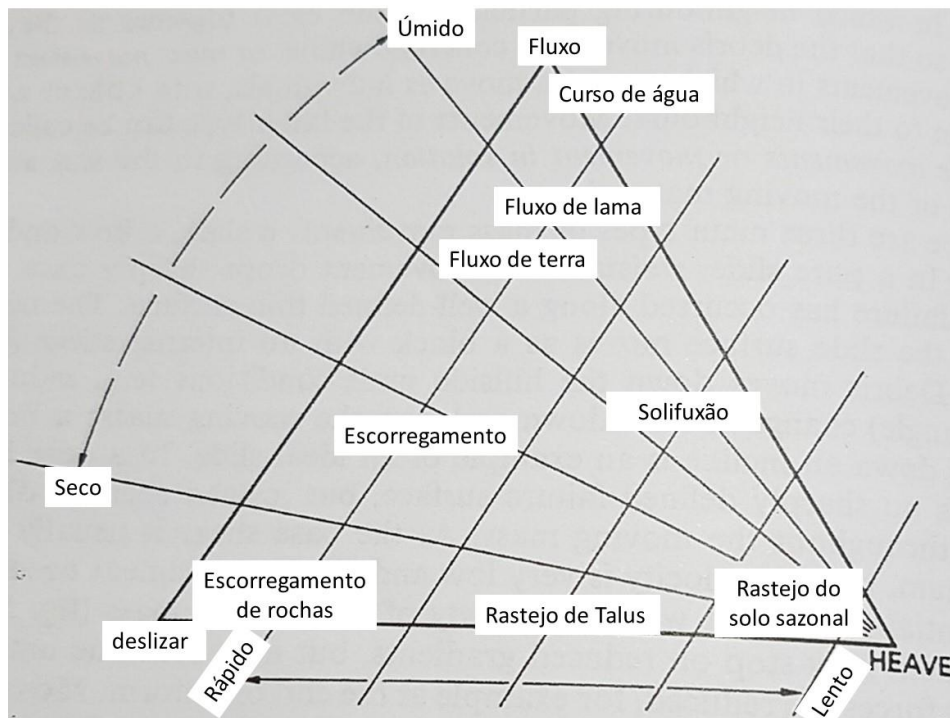 Úmido
Fluxo
Curso de água
Fluxo de lama
Fluxo de terra
Solifuxão
Escorregamento
Seco
Escorregamento
de rochas
Rastejo de Talus
Rastejo do
solo sazonal
deslizar
HEAVE
Rápido
Lento